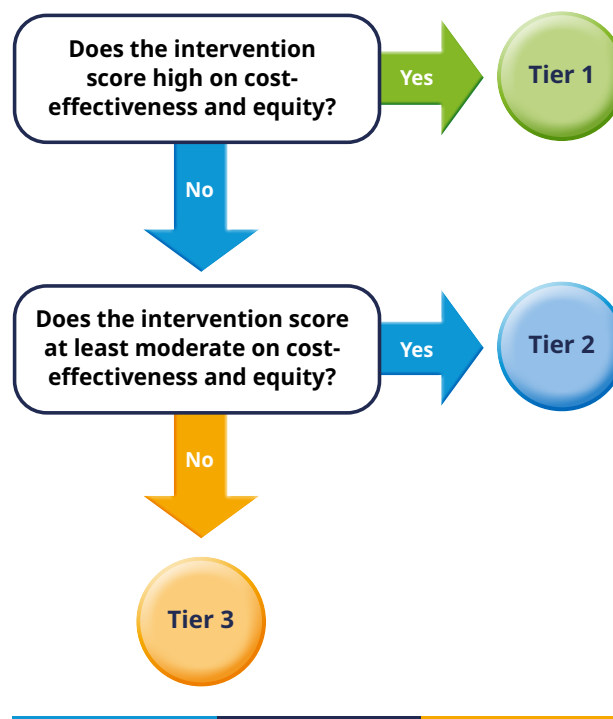 Does the intervention
score high on cost-
effectiveness and equity?
Yes
Tier 1
No
Does the intervention score
at least moderate on cost-
effectiveness and equity?
Yes
Tier 2
No
Tier 3